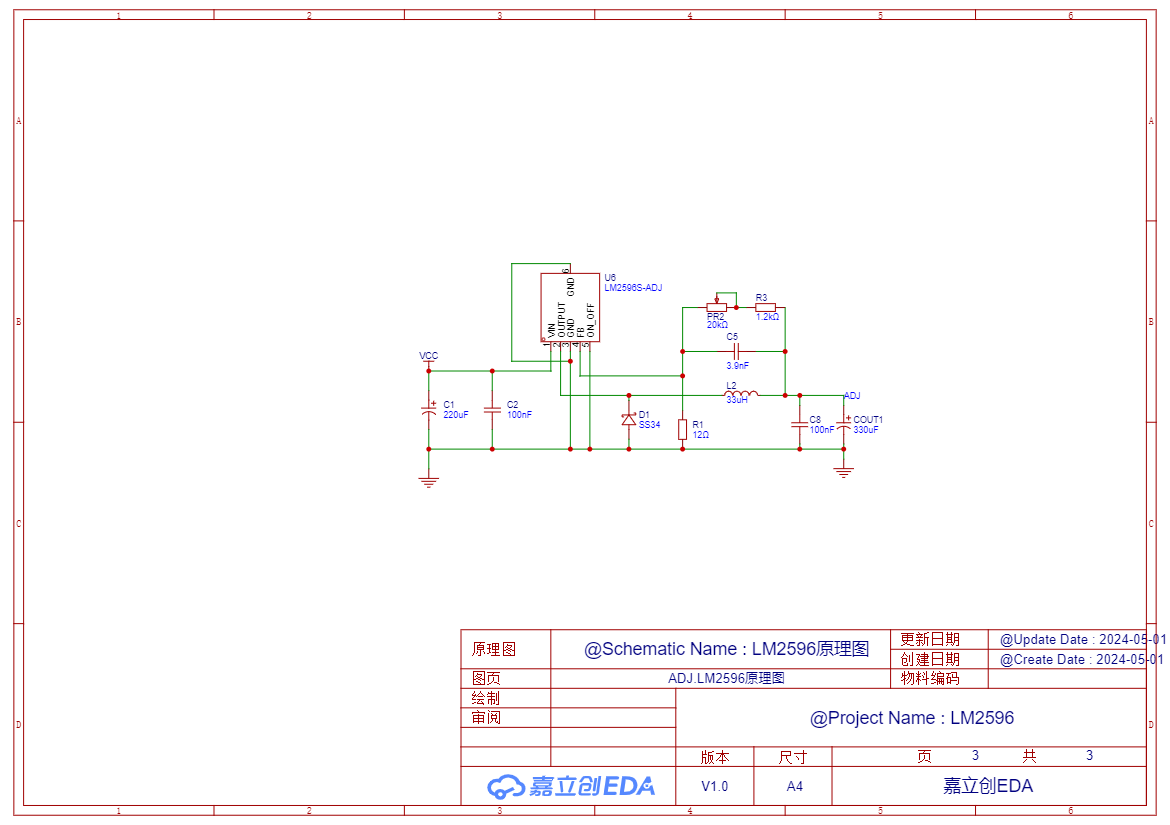 1 2 3 4 5 6
A A
B B
C C
D D
U6
LM2596S-ADJ
6
GND
VIN
OUTPUT
GND
FB
ON_OFF
1 2 3 4 5
VCC
C1
220uF
C2
100nF
PR2
20kΩ
R3
1.2kΩ
C5
3.9nF
L2
33uH
D1
SS34
R1
12Ω
ADJ
C8
100nF
COUT1
330uF
原理图 @Schematic Name : LM2596原理图
更新日期 @Update Date : 2024-05-01
创建日期 @Create Date : 2024-05-01
图页 ADJ.LM2596原理图 物料编码
绘制
审阅
@Project Name : LM2596
版本 尺寸 页 3 共 3
嘉立创EDA V1.0 A4 嘉立创EDA
1 2 3 4 5 6